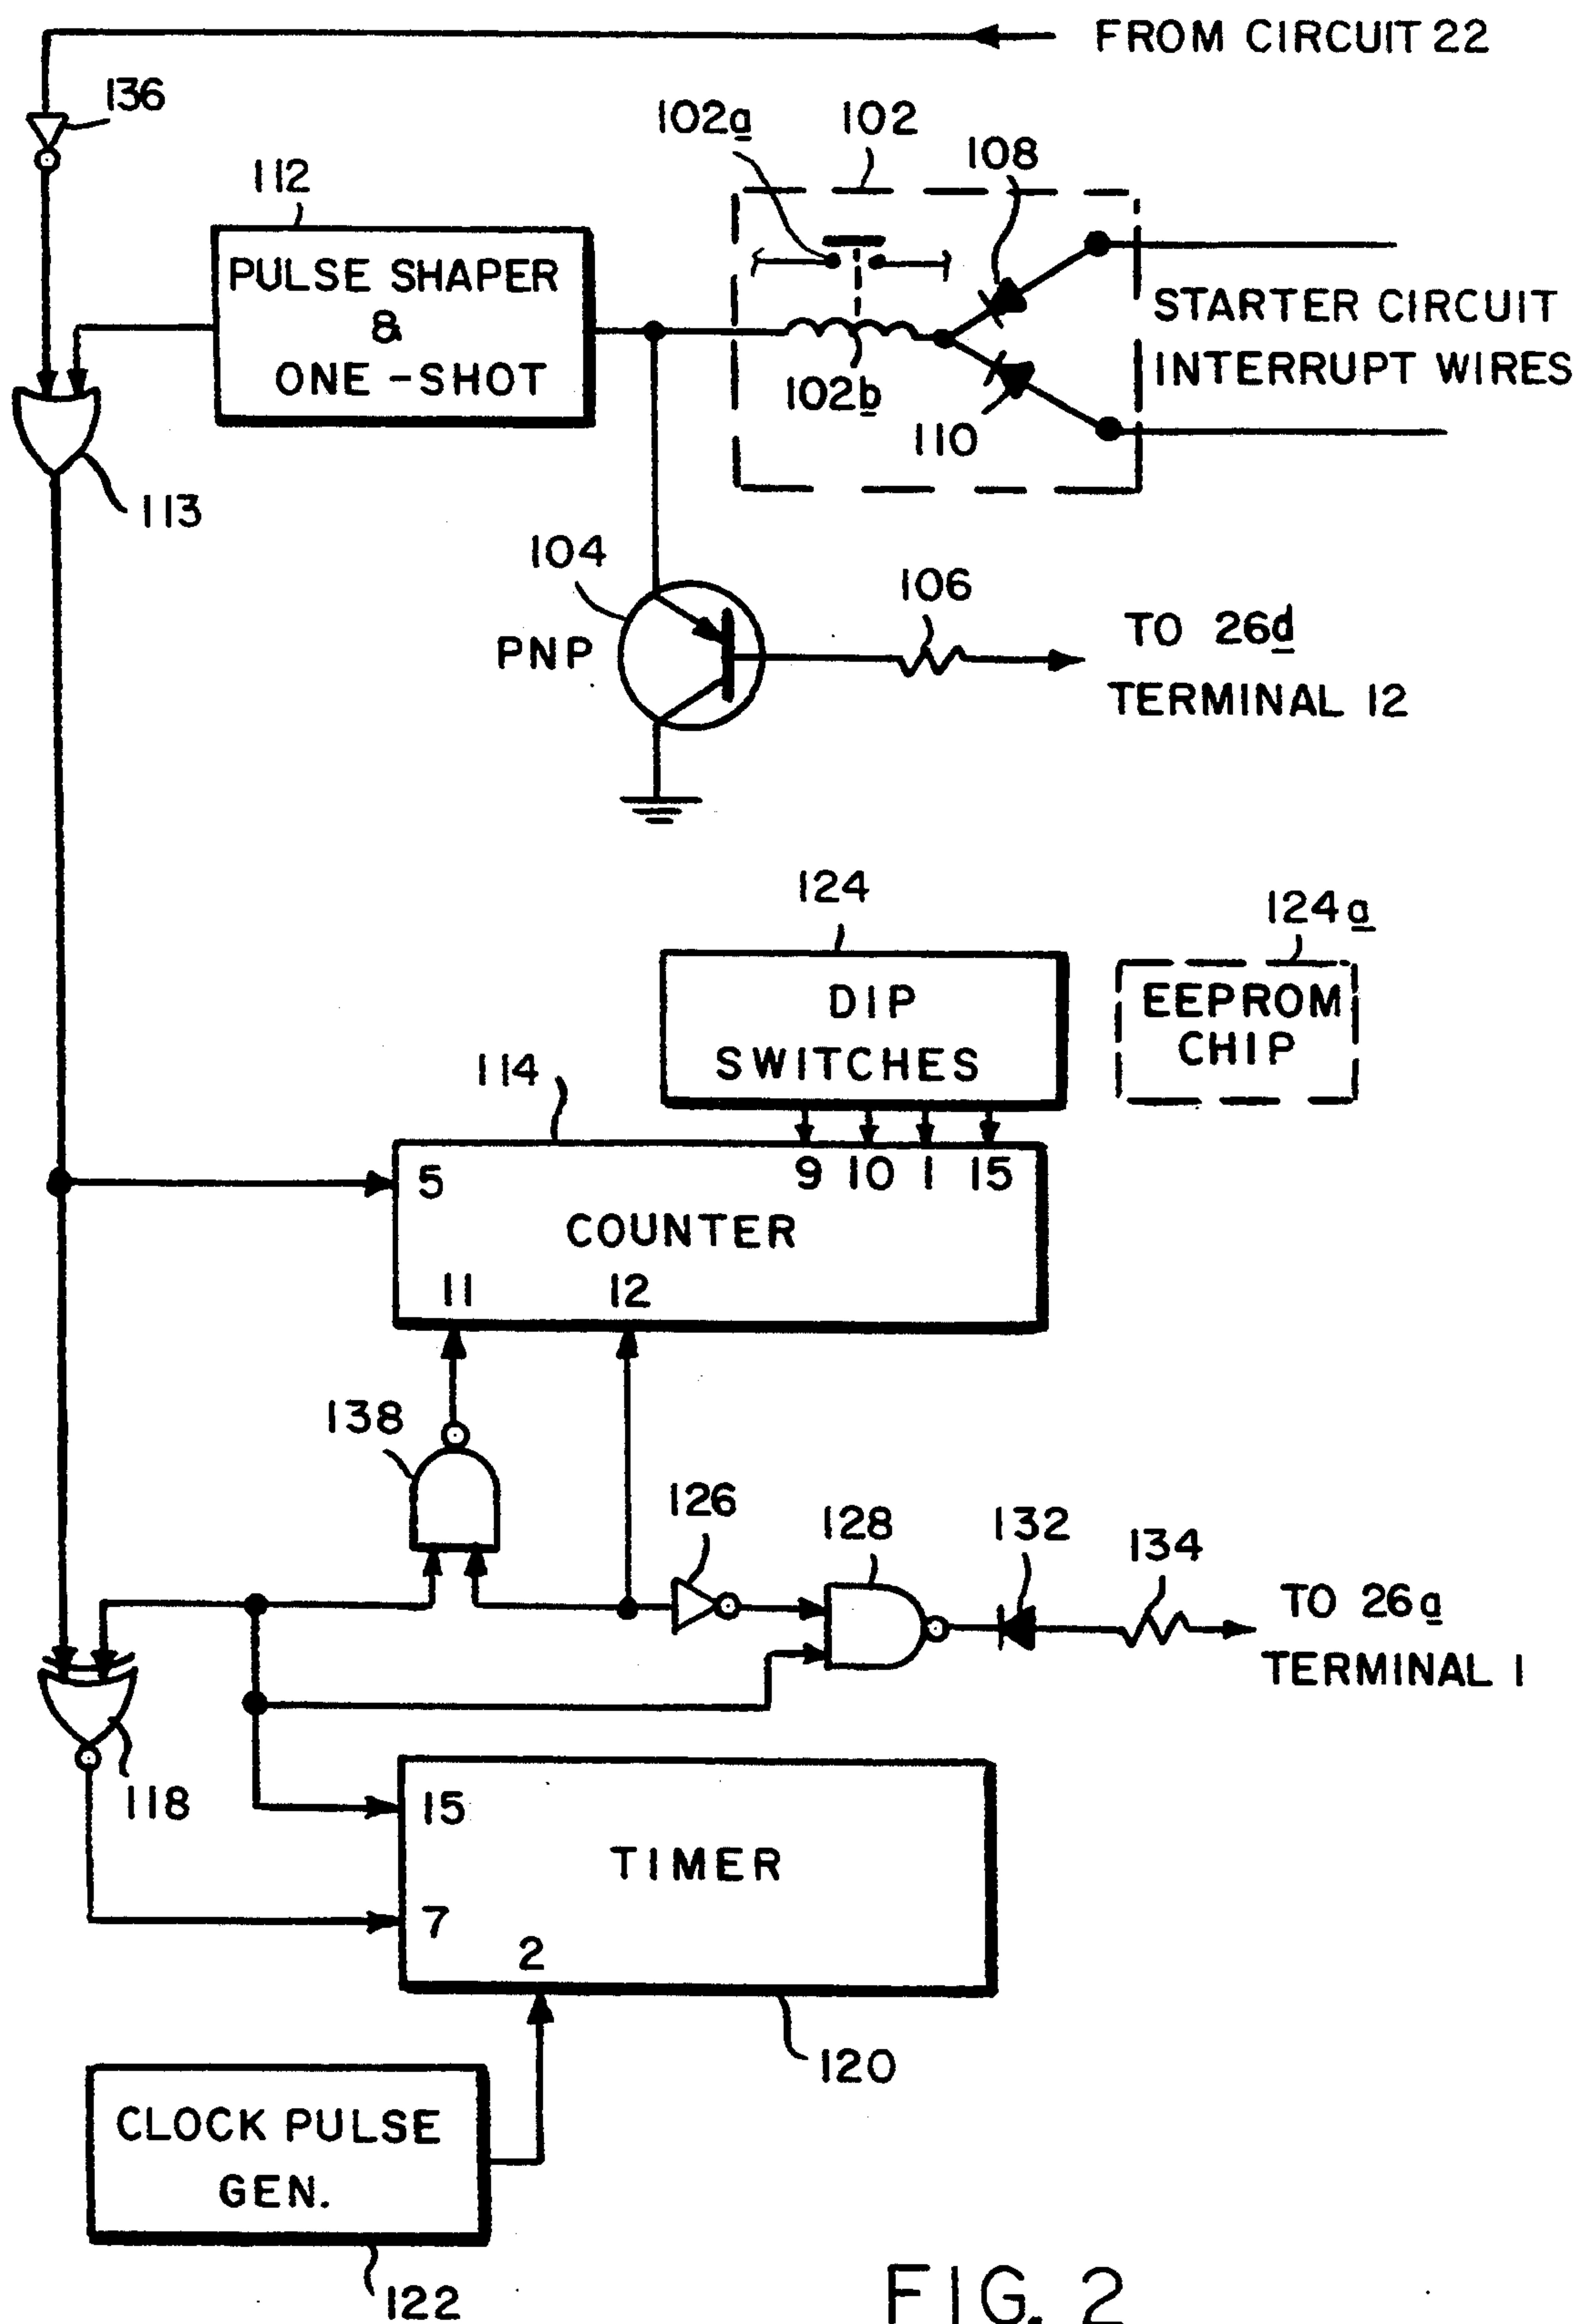 FROM CIRCUIT 22
136
102a
102
108
112
PULSE SHAPER
&
ONE-SHOT
STARTER CIRCUIT
INTERRUPT WIRES
102b
110
113
104
106
PNP
TO 26d
TERMINAL 12
124
124a
DIP
SWITCHES
EEPROM
CHIP
114
5
9 10 1 15
COUNTER
11
12
138
126
128
132
134
TO 26a
TERMINAL 1
118
15
TIMER
7
2
120
CLOCK PULSE
GEN.
122
FIG. 2